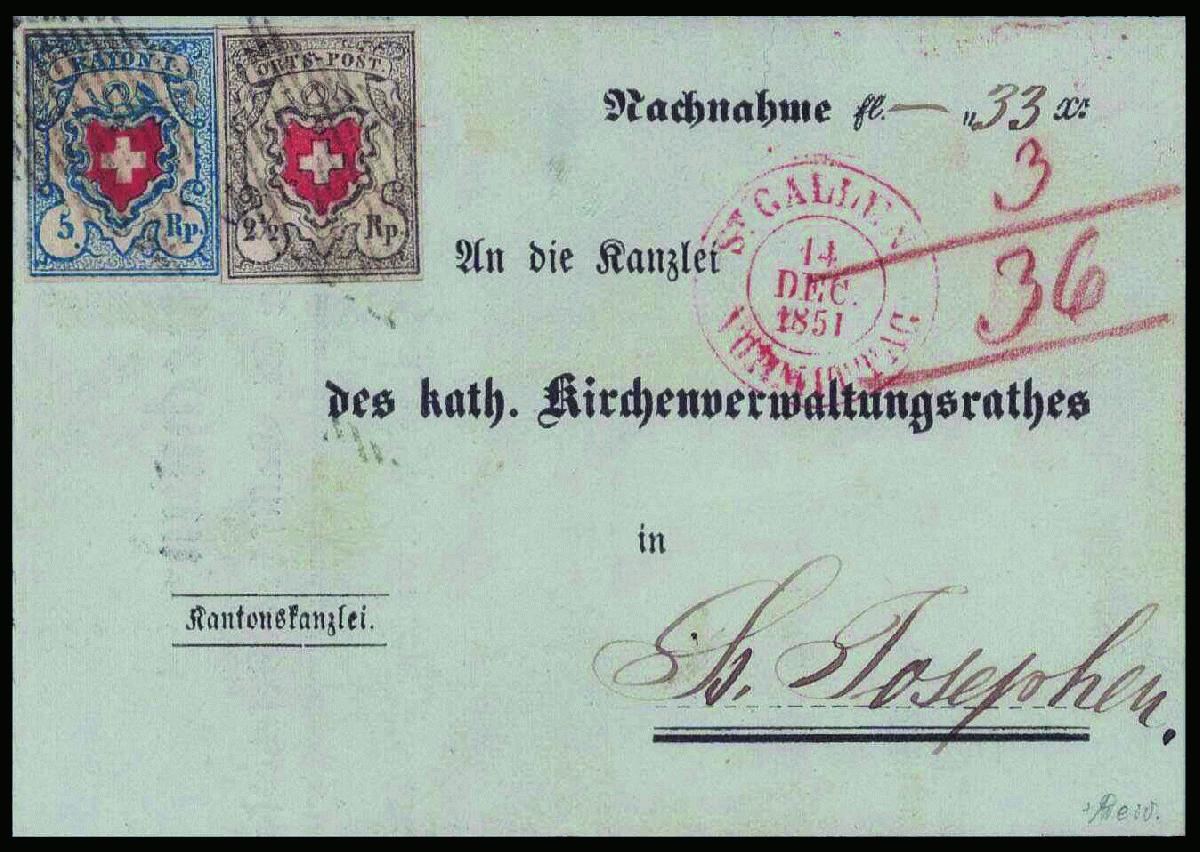 RAYON-I.
5. Rp.
ORTS-POST.
2½ Rp.
Nachnahme fl. — „ 33 xr
3
36
St GALLEN
14
DEC.
1851
VORMITTAG
An die Kanzlei
des kath. Kirchenverwaltungsrathes
in
St. Josephen.
Kantonskanzlei.